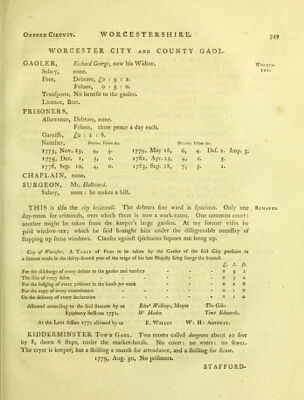 OXFORD CIRCUIT. WORCESTERSHIRE. 349
WORCESTER CITY AND COUNTY GAOL.
GAOLER, Richard George, now his Widow.
Salary, none.
Fees, Debtors, £0 : 9 : 2.
Felons, 0 : 5 : 0.
Transports, No benefit to the gaoler.
Licence, Beer.
PRISONERS,
Allowance, Debtors, none.
Felons, three pence a day each.
Garnish, £0 : 2 : 6.
Number, Debtors. Felons &c. Debtors. Felons &c.
1773, Nov. 23, 4, 5. 1779, May 18, 6, 4. Def. 2. Imp. 3.
1775, Dec. 1, 5, 0. 1782, Apr. 23, 4, 2. 3.
1776, Sep. 10, 4, 0. 1783, Sep. 18, 7, 5. 1.
CHAPLAIN, none.
SURGEON, Mr.
Salary, none: he makes a bill.
THIS is also the city bridewell. The debtors free ward is spacious. Only one REMARKS.
day-room for criminals, over which there is now a work-room. One common court:
another might be taken from the keeper's large garden. At my former visits he
paid window-tax; which he said brought him under the disagreeable necessity of
stopping up some windows. Clauses against spirituous liquors not hung up.
City of Worcester. A TABLE of FEES to be taken by the Gaoler of the said City pursuant to
a Statute made in the thirty-second year of the reign of his late Majesty King George the Second.
£. S. D.
For the discharge of every debtor to the gaoler and turnkey - - - 0 9 2
The like of every felon - - - 0 5 0
For the lodging of every prisoner in the house per week - - - 0 2 6
For the copy of every commitment - - - 0 1 0
On the delivery of every declaration - - - 0 1 0
Allowed according to the said Statute by us Edwd Wellings, Mayor Tho Giles
Epiphany Sessions 1771. W Hoden Timy Edwards.
At the Lent Assize 1771 allowed by us E. WILLES W: H: ASHHURST.
KIDDERMINSTER TOWN GAOL. Two rooms called dungeons about 10 feet
by 8, down 6 steps, under the market-house. No court: no water: no sewer.
The cryer is keeper; has a shilling a month for attendance, and a shilling for straw.
1779, Aug. 30, No prisoners.
STAFFORD-